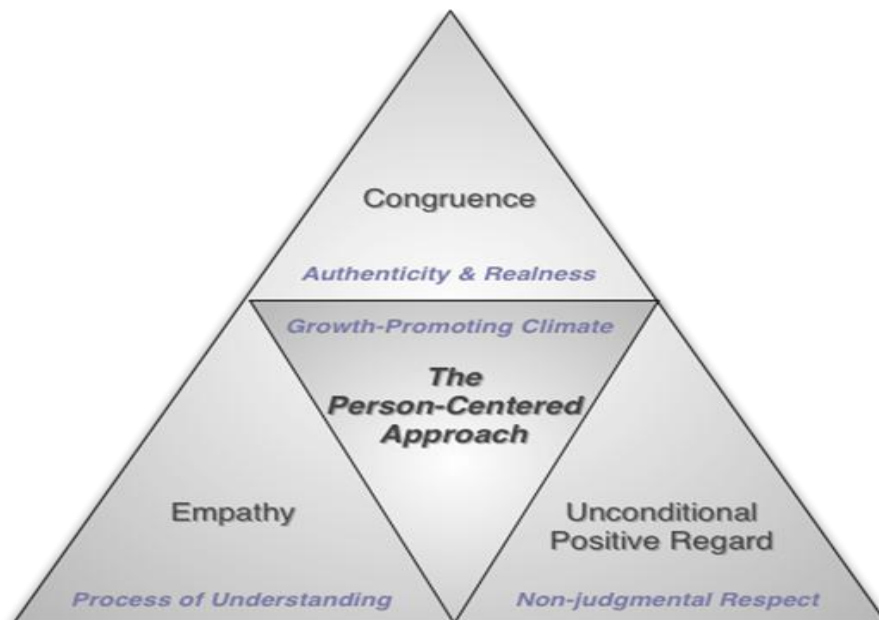 Congruence
Authenticity & Realness
Growth-Promoting Climate
The
Person-Centered
Approach
Empathy
Process of Understanding
Unconditional
Positive Regard
Non-judgmental Respect